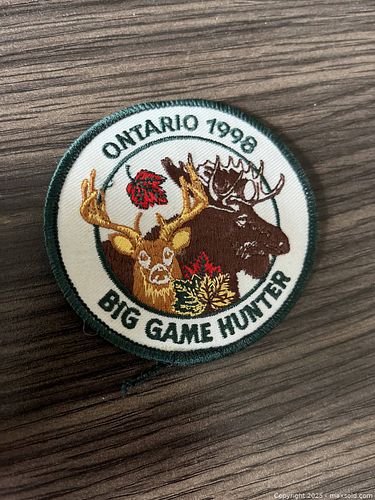 ONTARIO 1998
BIG GAME HUNTER
Copyright 2025 - maxsold.com